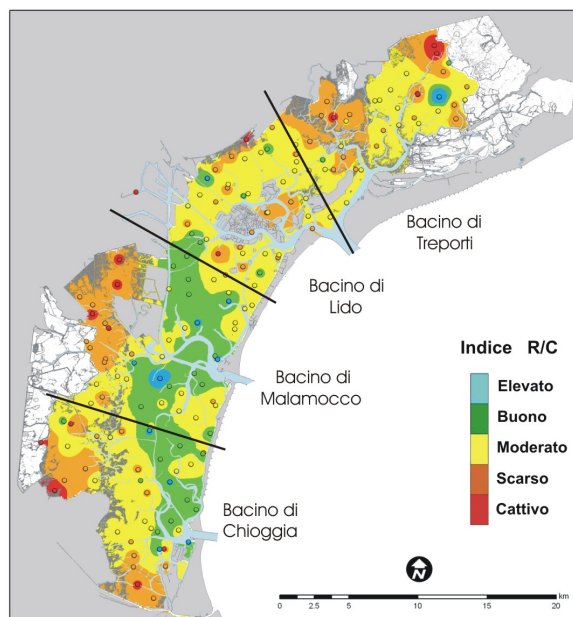 Bacino di
Treporti
Bacino di
Lido
Indice R/C
Elevato
Buono
Moderato
Scarso
Cattivo
Bacino di
Malamocco
Bacino di
Chioggia
N
km
0 2.5 5 10 15 20